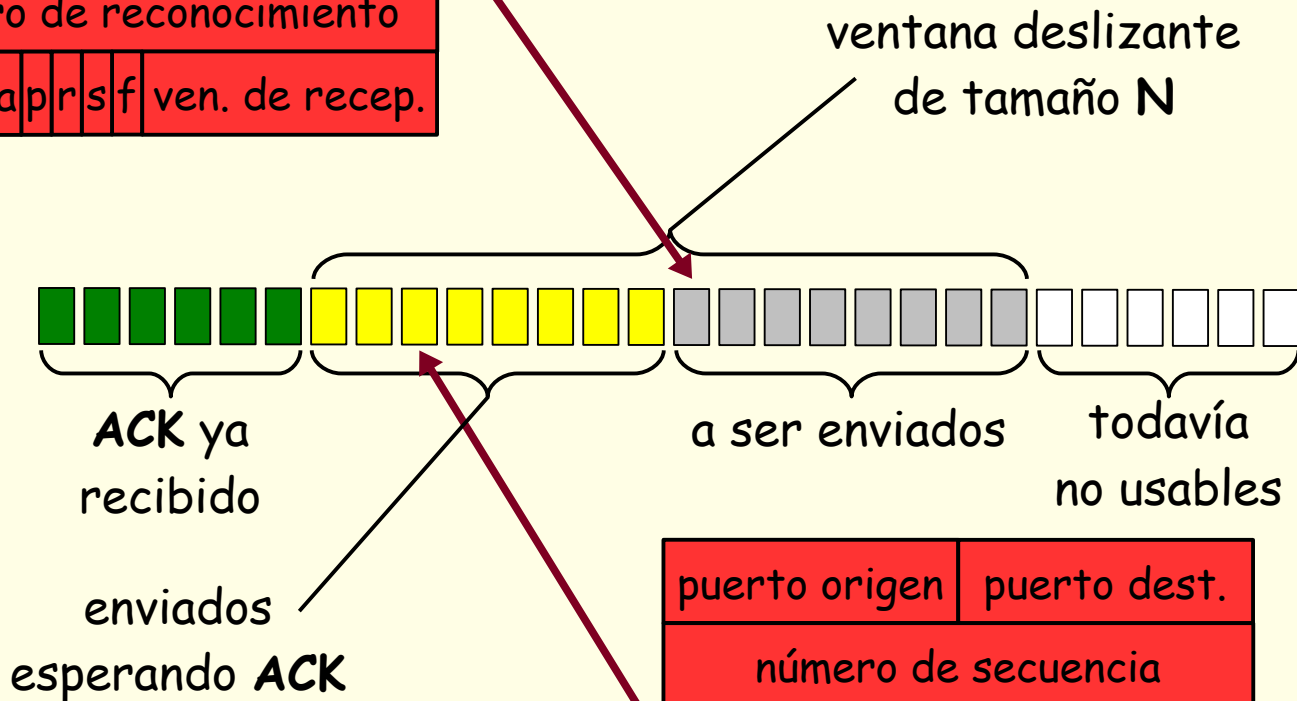 ro de reconocimiento
a p r s f ven. de recep.
ventana deslizante
de tamaño N
ACK ya
recibido
enviados
esperando ACK
a ser enviados
todavía
no usables
puerto origen puerto dest.
número de secuencia